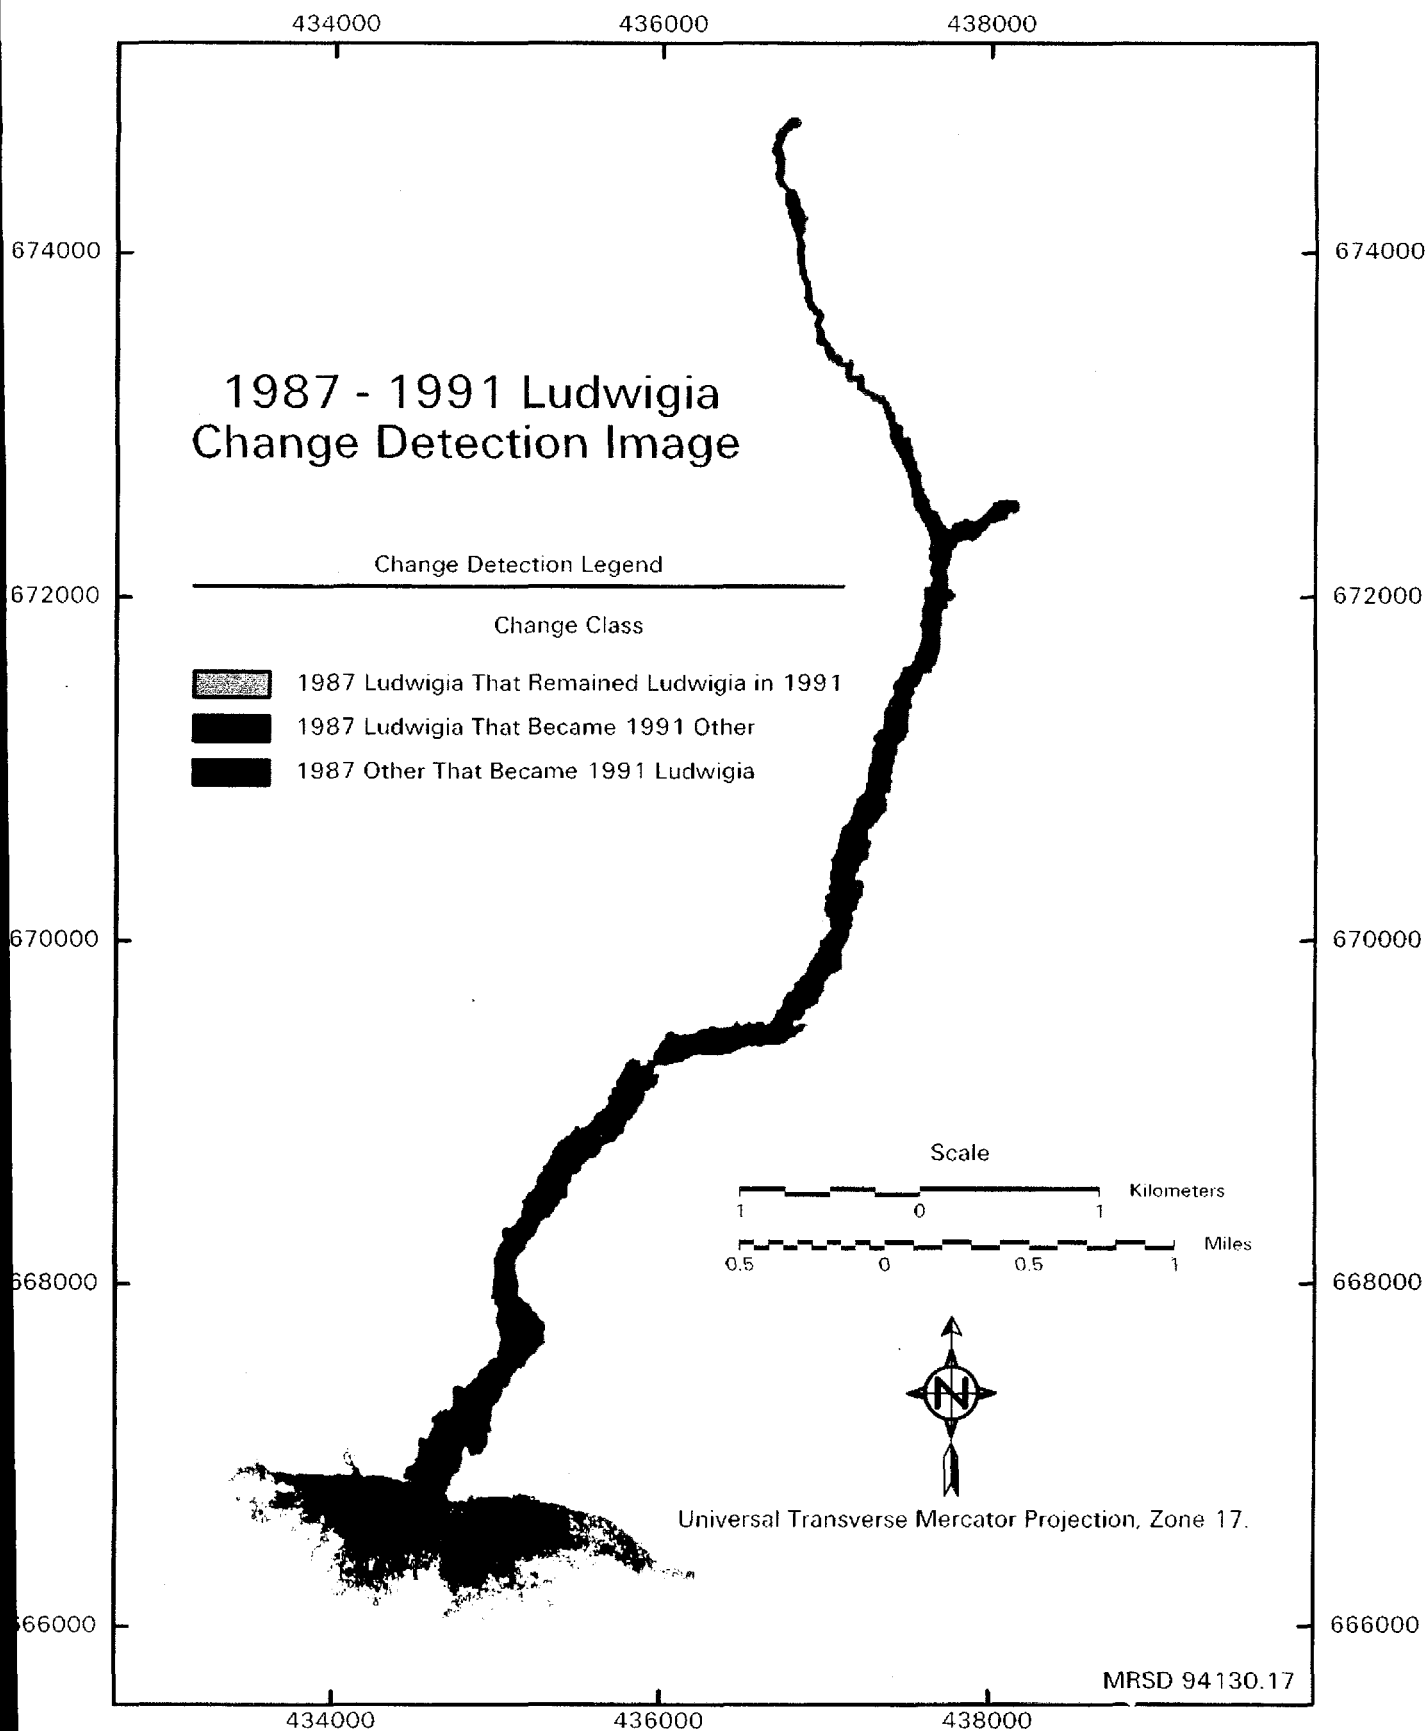 434000 436000 438000
674000 674000
1987 - 1991 Ludwigia
Change Detection Image
Change Detection Legend
672000 672000
Change Class
1987 Ludwigia That Remained Ludwigia in 1991
1987 Ludwigia That Became 1991 Other
1987 Other That Became 1991 Ludwigia
670000 670000
Scale
Kilometers
1 0 1
Miles
0.5 0 0.5 1
668000 668000
N
Universal Transverse Mercator Projection, Zone 17.
666000 666000
MRSD 94130.17
434000 436000 438000